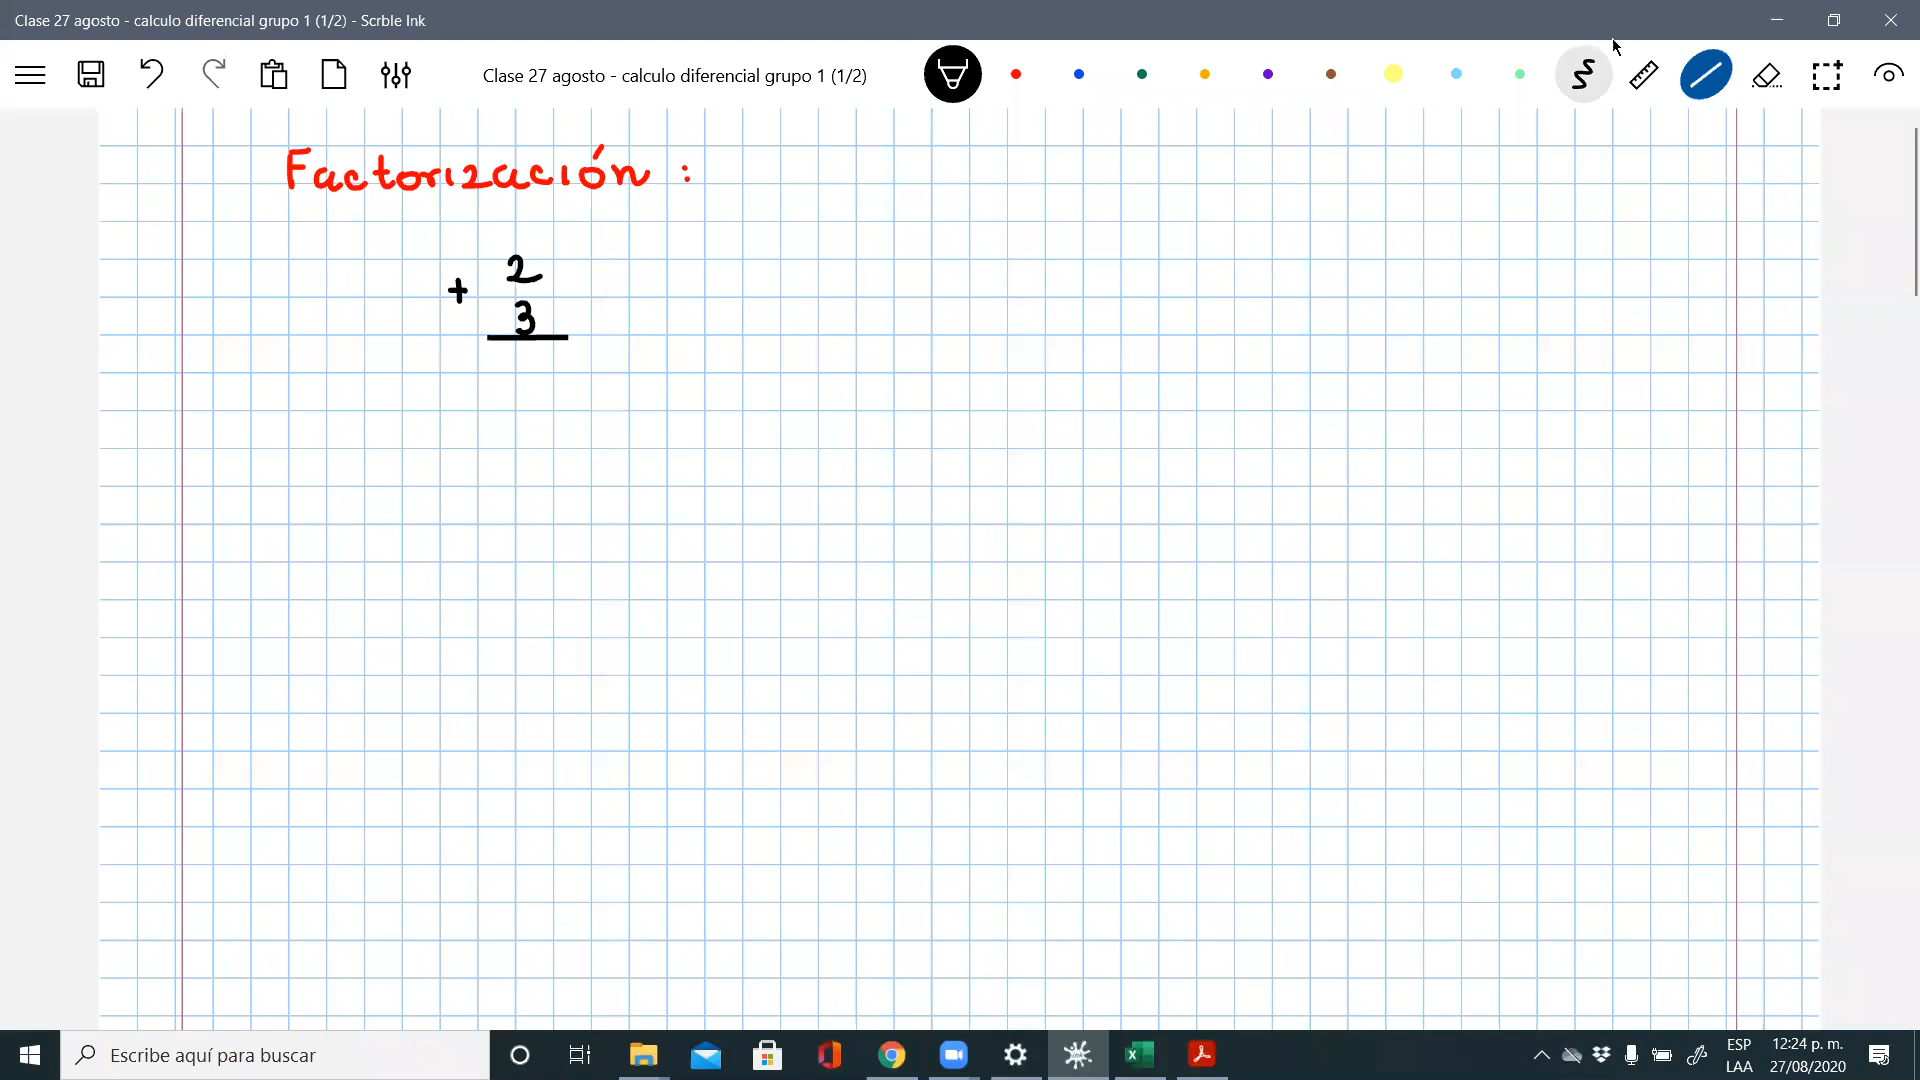 Clase 27 agosto - calculo diferencial grupo 1 (1/2) - Scrble Ink
Clase 27 agosto - calculo diferencial grupo 1 (1/2)
Factorización :
2
+
3
Escribe aquí para buscar
ESP
LAA
12:24 p. m.
27/08/2020